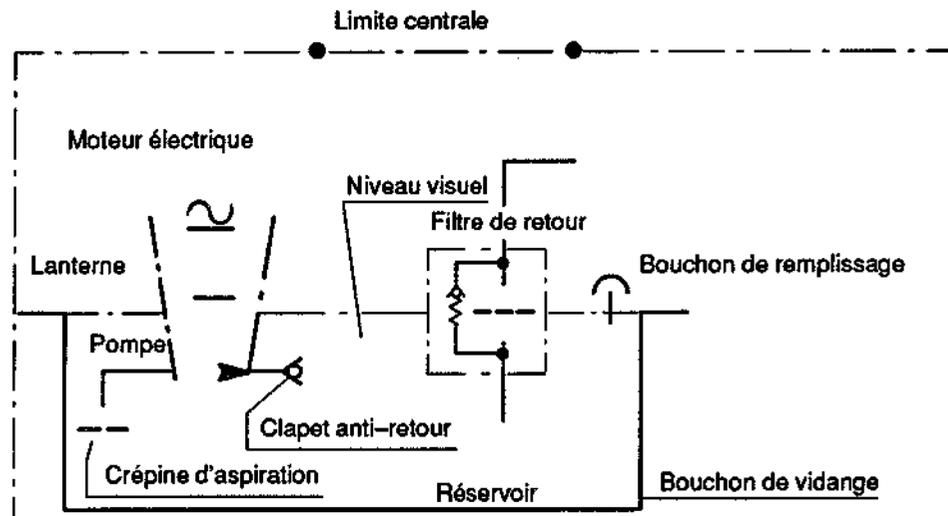 Limite centrale
Moteur électrique
Niveau visuel
Filtre de retour
Lanterne
Bouchon de remplissage
Pompe
Clapet anti-retour
Crépine d'aspiration
Réservoir
Bouchon de vidange